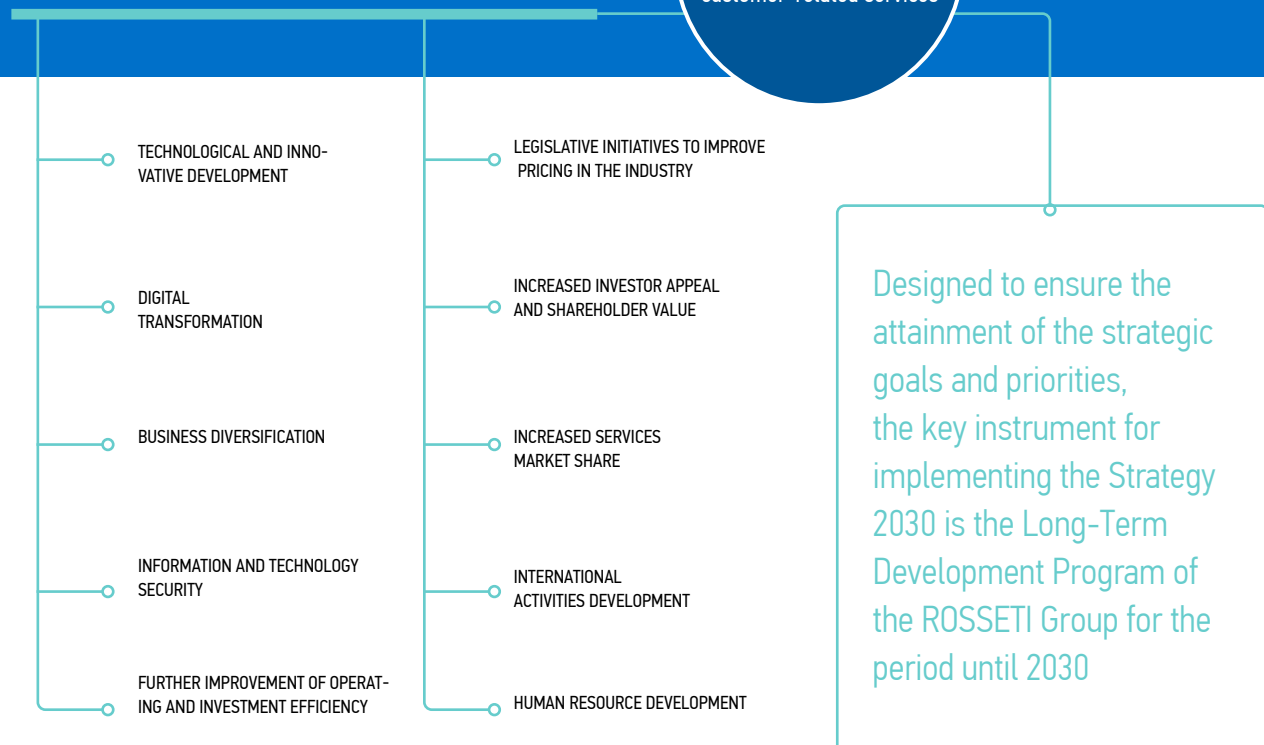 customer-related services
TECHNOLOGICAL AND INNO-
VATIVE DEVELOPMENT
DIGITAL
TRANSFORMATION
BUSINESS DIVERSIFICATION
INFORMATION AND TECHNOLOGY
SECURITY
FURTHER IMPROVEMENT OF OPERAT-
ING AND INVESTMENT EFFICIENCY
LEGISLATIVE INITIATIVES TO IMPROVE
PRICING IN THE INDUSTRY
INCREASED INVESTOR APPEAL
AND SHAREHOLDER VALUE
INCREASED SERVICES
MARKET SHARE
INTERNATIONAL
ACTIVITIES DEVELOPMENT
HUMAN RESOURCE DEVELOPMENT
Designed to ensure the
attainment of the strategic
goals and priorities,
the key instrument for
implementing the Strategy
2030 is the Long-Term
Development Program of
the ROSSETI Group for the
period until 2030